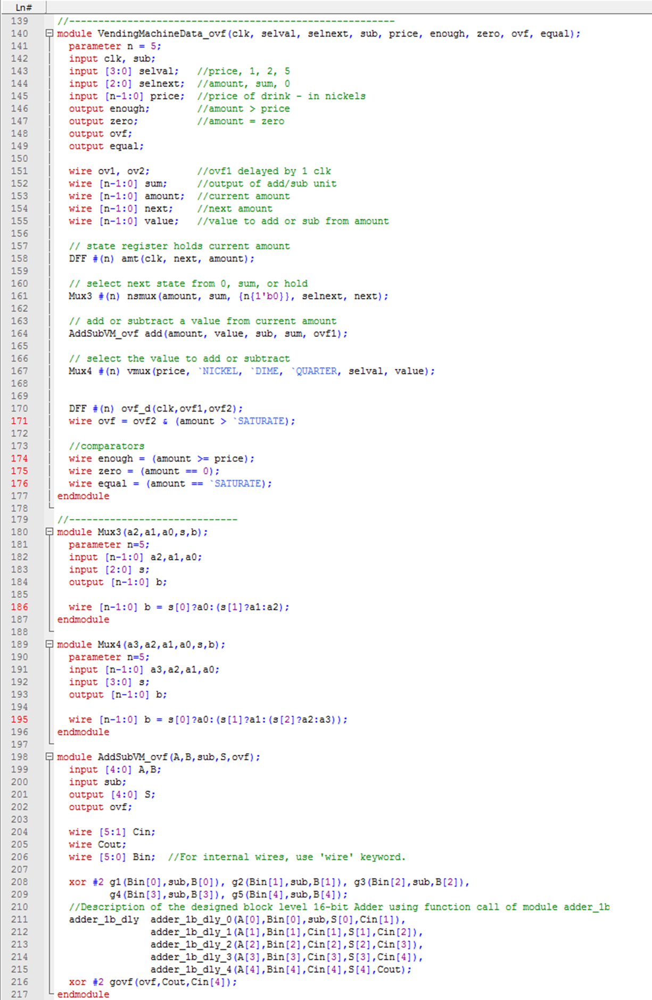 Ln#
139 //--------------------------------------------------------
140 module VendingMachineData_ovf(clk, selval, selnext, sub, price, enough, zero, ovf, equal);
141 parameter n = 5;
142 input clk, sub;
143 input [3:0] selval; //price, 1, 2, 5
144 input [2:0] selnext; //amount, sum, 0
145 input [n-1:0] price; //price of drink - in nickels
146 output enough; //amount > price
147 output zero; //amount = zero
148 output ovf;
149 output equal;
150
151 wire ov1, ov2; //ovf1 delayed by 1 clk
152 wire [n-1:0] sum; //output of add/sub unit
153 wire [n-1:0] amount; //current amount
154 wire [n-1:0] next; //next amount
155 wire [n-1:0] value; //value to add or sub from amount
156
157 // state register holds current amount
158 DFF #(n) amt(clk, next, amount);
159
160 // select next state from 0, sum, or hold
161 Mux3 #(n) nsmux(amount, sum, {n{1'b0}}, selnext, next);
162
163 // add or subtract a value from current amount
164 AddSubVM_ovf add(amount, value, sub, sum, ovf1);
165
166 // select the value to add or subtract
167 Mux4 #(n) vmux(price, `NICKEL, `DIME, `QUARTER, selval, value);
168
169
170 DFF #(n) ovf_d(clk,ovf1,ovf2);
171 wire ovf = ovf2 & (amount > `SATURATE);
172
173 //comparators
174 wire enough = (amount >= price);
175 wire zero = (amount == 0);
176 wire equal = (amount == `SATURATE);
177 endmodule
178
179 //-----------------------------
180 module Mux3(a2,a1,a0,s,b);
181 parameter n=5;
182 input [n-1:0] a2,a1,a0;
183 input [2:0] s;
184 output [n-1:0] b;
185
186 wire [n-1:0] b = s[0]?a0:(s[1]?a1:a2);
187 endmodule
188
189 module Mux4(a3,a2,a1,a0,s,b);
190 parameter n=5;
191 input [n-1:0] a3,a2,a1,a0;
192 input [3:0] s;
193 output [n-1:0] b;
194
195 wire [n-1:0] b = s[0]?a0:(s[1]?a1:(s[2]?a2:a3));
196 endmodule
197
198 module AddSubVM_ovf(A,B,sub,S,ovf);
199 input [4:0] A,B;
200 input sub;
201 output [4:0] S;
202 output ovf;
203
204 wire [5:1] Cin;
205 wire Cout;
206 wire [5:0] Bin; //For internal wires, use 'wire' keyword.
207
208 xor #2 g1(Bin[0],sub,B[0]), g2(Bin[1],sub,B[1]), g3(Bin[2],sub,B[2]),
209 g4(Bin[3],sub,B[3]), g5(Bin[4],sub,B[4]);
210 //Description of the designed block level 16-bit Adder using function call of module adder_1b
211 adder_1b_dly adder_1b_dly_0(A[0],Bin[0],sub,S[0],Cin[1]),
212 adder_1b_dly_1(A[1],Bin[1],Cin[1],S[1],Cin[2]),
213 adder_1b_dly_2(A[2],Bin[2],Cin[2],S[2],Cin[3]),
214 adder_1b_dly_3(A[3],Bin[3],Cin[3],S[3],Cin[4]),
215 adder_1b_dly_4(A[4],Bin[4],Cin[4],S[4],Cout);
216 xor #2 govf(ovf,Cout,Cin[4]);
217 endmodule